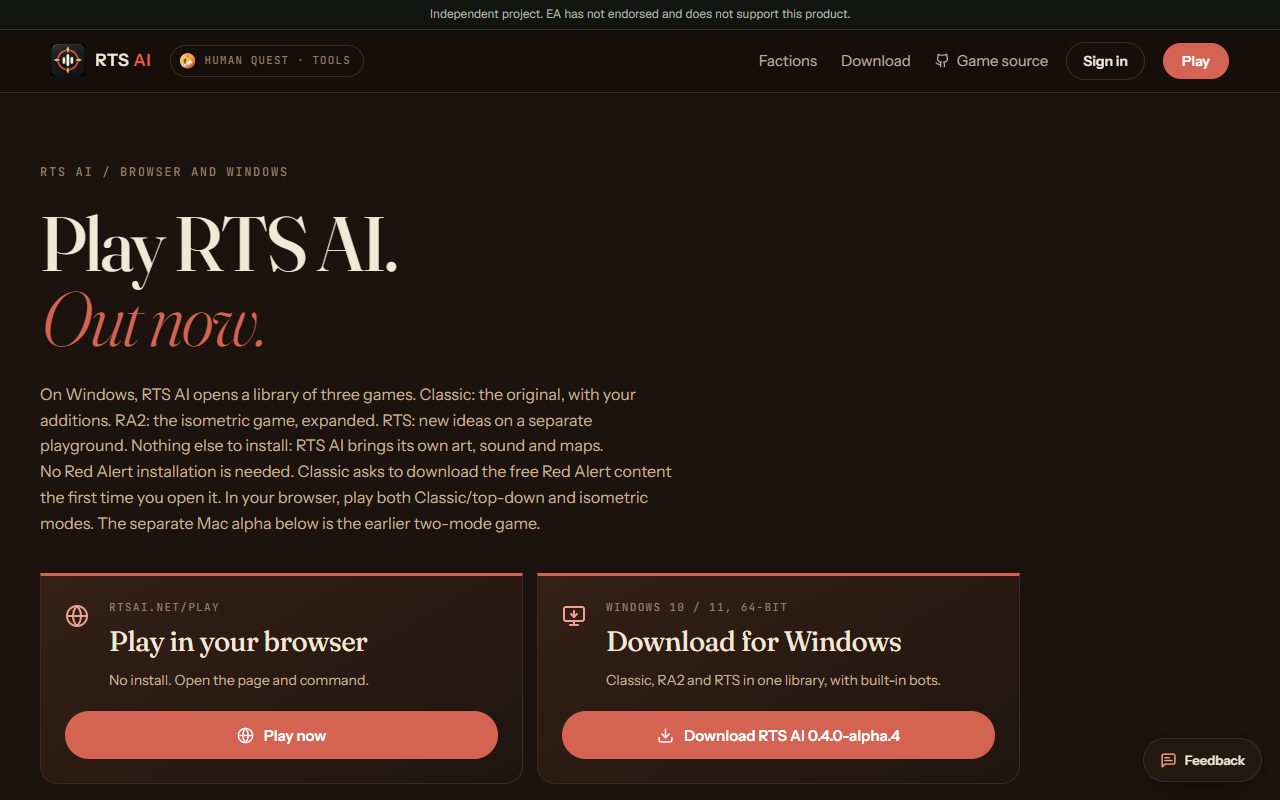 Independent project. EA has not endorsed and does not support this product.
RTS AI
HUMAN QUEST · TOOLS
Factions
Download
Game source
Sign in
Play
RTS AI / BROWSER AND WINDOWS
Play RTS AI.
Out now.
On Windows, RTS AI opens a library of three games. Classic: the original, with your
additions. RA2: the isometric game, expanded. RTS: new ideas on a separate
playground. Nothing else to install: RTS AI brings its own art, sound and maps.
No Red Alert installation is needed. Classic asks to download the free Red Alert content
the first time you open it. In your browser, play both Classic/top-down and isometric
modes. The separate Mac alpha below is the earlier two-mode game.
RTSAI.NET/PLAY
Play in your browser
No install. Open the page and command.
Play now
WINDOWS 10 / 11, 64-BIT
Download for Windows
Classic, RA2 and RTS in one library, with built-in bots.
Download RTS AI 0.4.0-alpha.4
Feedback